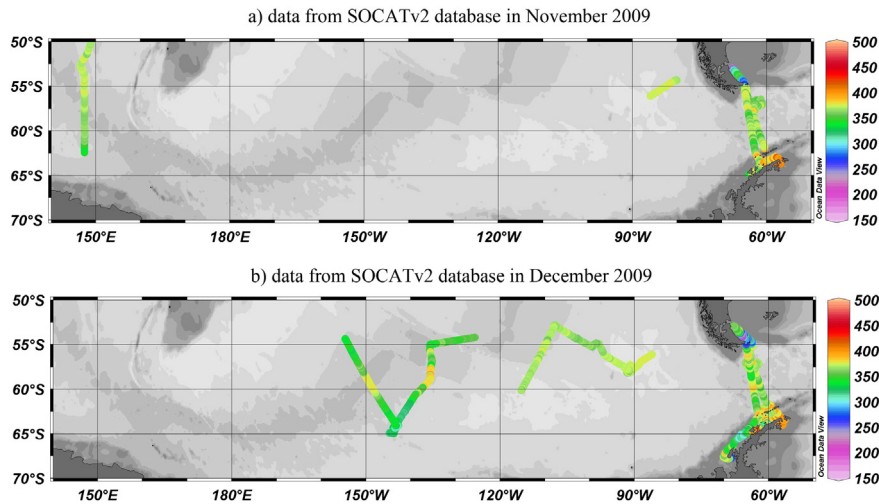 a) data from SOCATv2 database in November 2009
50°S
55°S
60°S
65°S
70°S
150°E
180°E
150°W
120°W
90°W
60°W
Ocean Data View
500
450
400
350
300
250
200
150
b) data from SOCATv2 database in December 2009
50°S
55°S
60°S
65°S
70°S
150°E
180°E
150°W
120°W
90°W
60°W
Ocean Data View
500
450
400
350
300
250
200
150